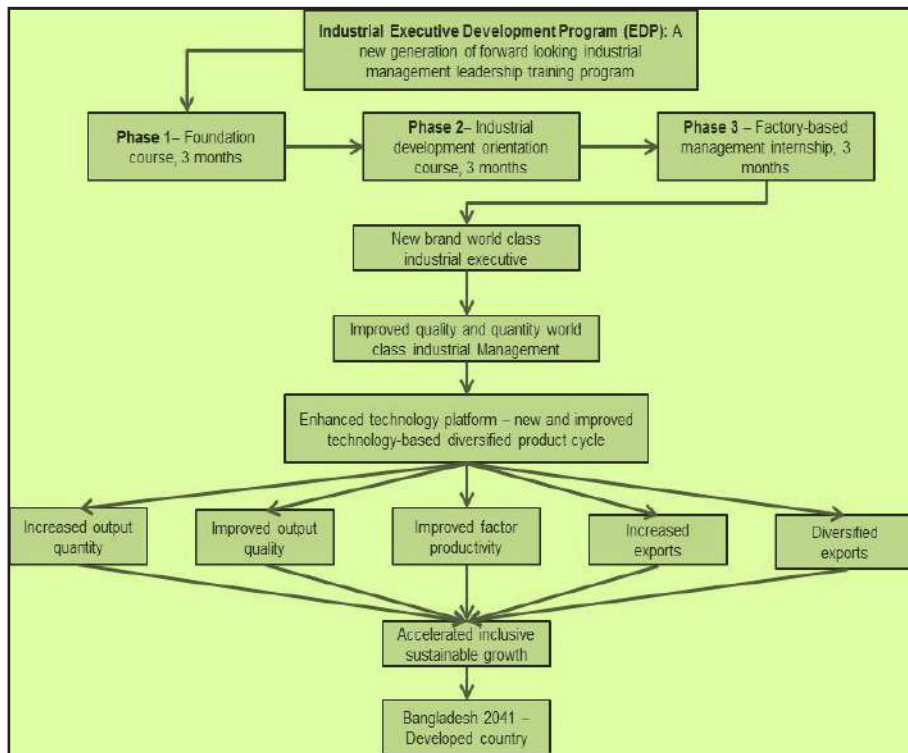 Industrial Executive Development Program (EDP): A
new generation of forward looking industrial
management leadership training program
Phase 1– Foundation
course, 3 months
Phase 2– Industrial
development orientation
course, 3 months
Phase 3 – Factory-based
management internship, 3
months
New brand world class
industrial executive
Improved quality and quantity world
class industrial Management
Enhanced technology platform – new and improved
technology-based diversified product cycle
Increased output
quantity
Improved output
quality
Improved factor
productivity
Increased
exports
Diversified
exports
Accelerated inclusive
sustainable growth
Bangladesh 2041 –
Developed country